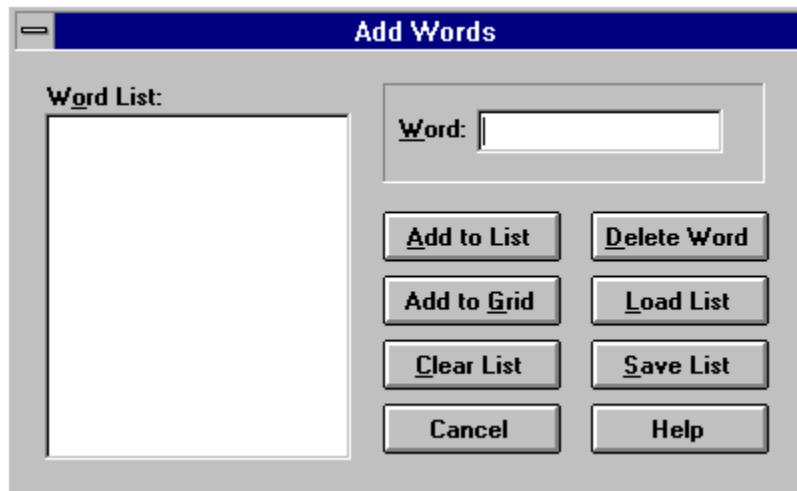 Add Words
Word List:
Word:
Add to List
Delete Word
Add to Grid
Load List
Clear List
Save List
Cancel
Help